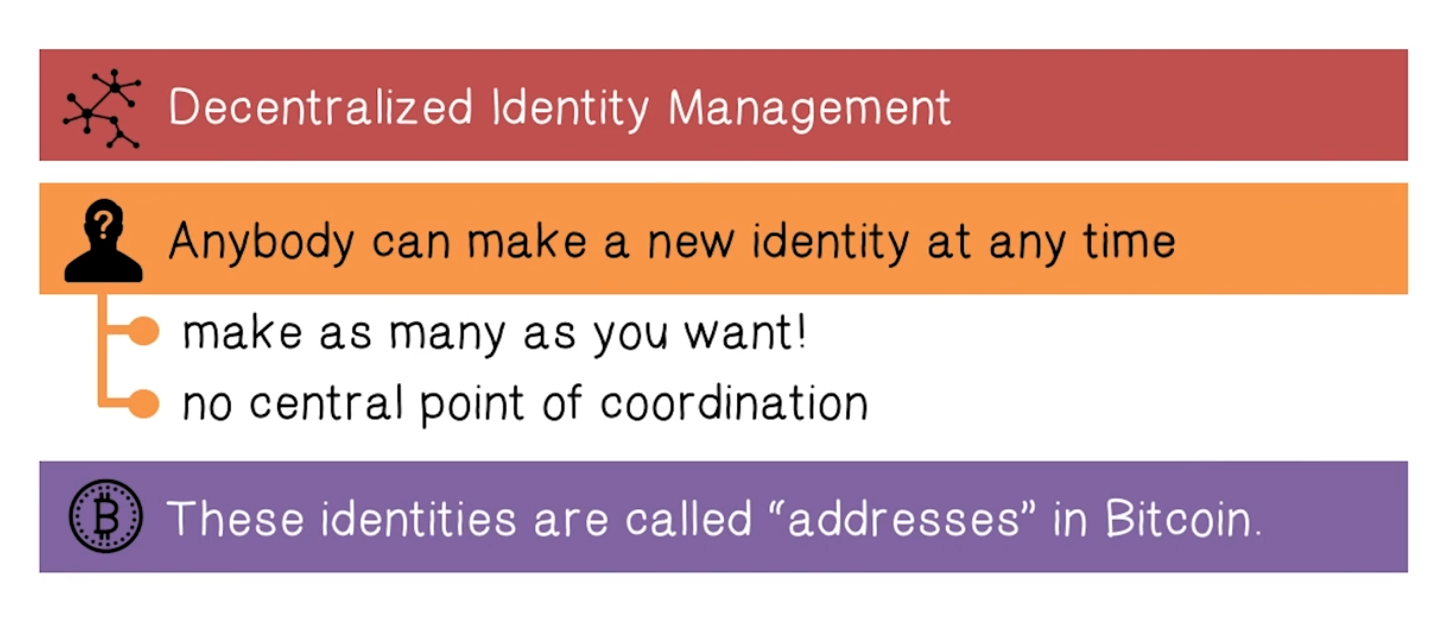 Decentralized Identity Management
?
Anybody can make a new identity at any time
make as many as you want!
no central point of coordination
B
These identities are called “addresses” in Bitcoin.